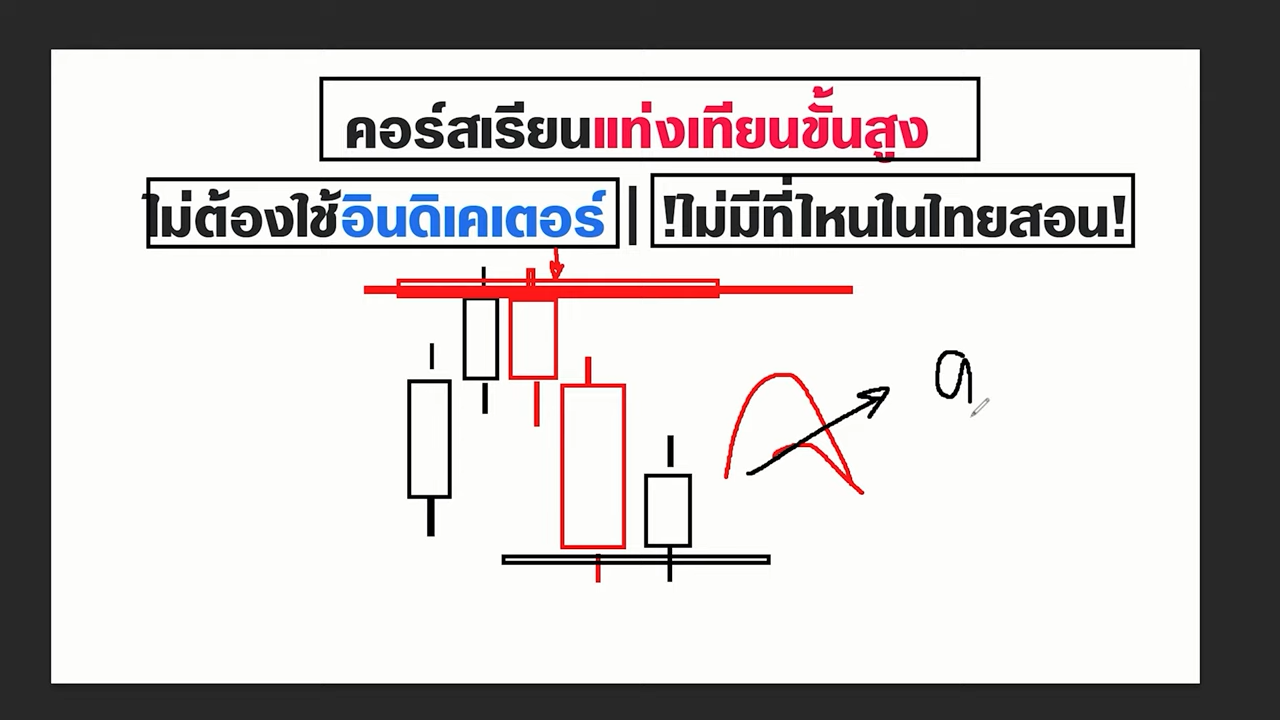 คอร์สเรียนแท่งเทียนขั้นสูง
ไม่ต้องใช้อินดิเคเตอร์ | !ไม่มีที่ไหนในไทยสอน!